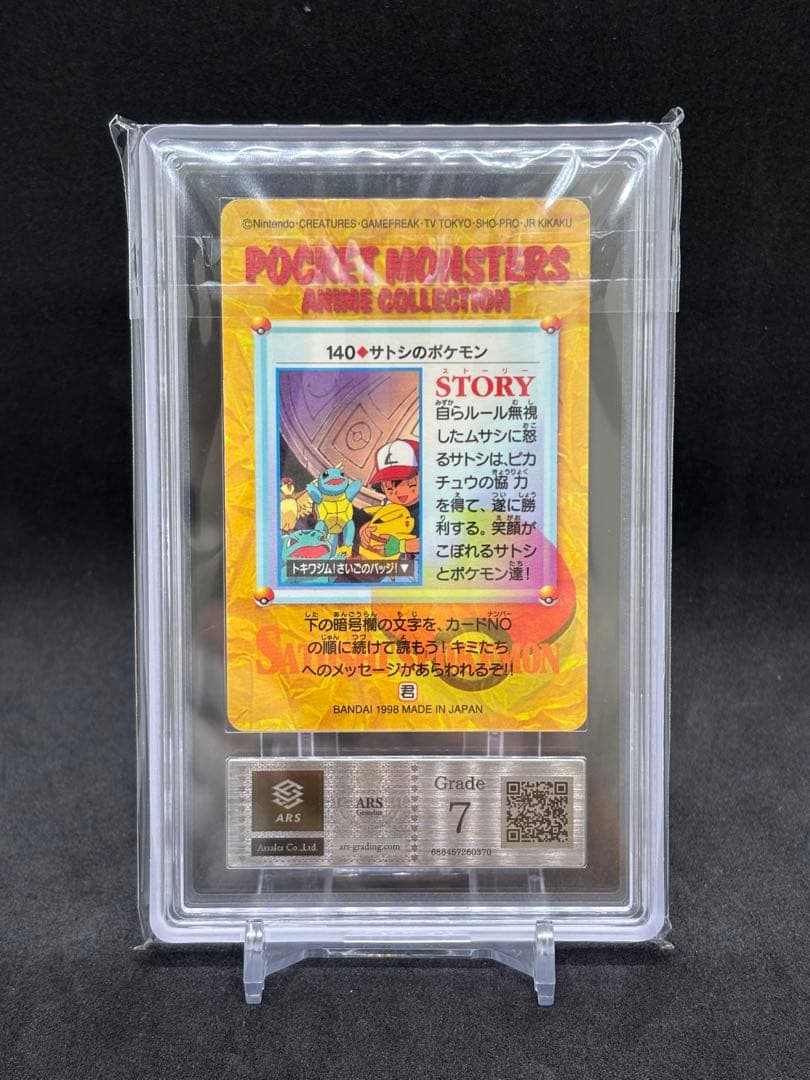 ©Nintendo・CREATURES・GAMEFREAK・TV TOKYO・SHO-PRO・JR KIKAKU
POCKET MONSTERS
ANIME COLLECTION
140◆サトシのポケモン
ストーリー
STORY
自らルール無視
したムサシに怒
るサトシは、ピカ
チュウの協力
を得て、遂に勝
利する。笑顔が
こぼれるサトシ
とポケモン達!
トキワジム!さいごのバッジ!▼
下の暗号欄の文字を、カードNO
の順に続けて読もう!キミたち
へのメッセージがあらわれるぞ!!
君
BANDAI 1998 MADE IN JAPAN
ARS
Arsales Co.,Ltd.
ARS
Genuine
ars-grading.com
Grade
7
688457260370